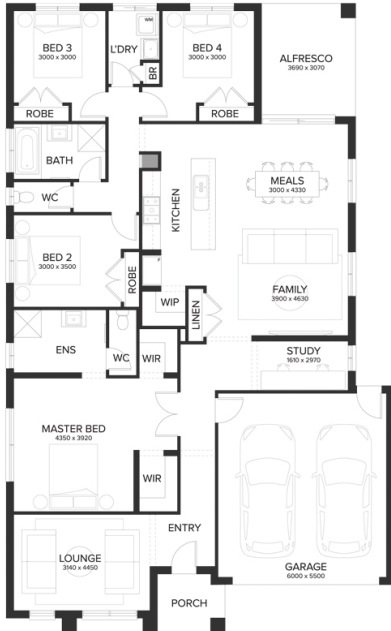 BED 3
3000 x 3000
L'DRY
WM
BR
BED 4
3000 x 3000
ALFRESCO
3690 x 3070
ROBE
ROBE
BATH
WC
KITCHEN
MEALS
3000 x 4330
BED 2
3000 x 3500
ROBE
WIP
LINEN
FAMILY
3900 x 4630
ENS
WC
WIR
STUDY
1610 x 2970
MASTER BED
4350 x 3920
WIR
ENTRY
LOUNGE
3140 x 4450
GARAGE
6000 x 5500
PORCH